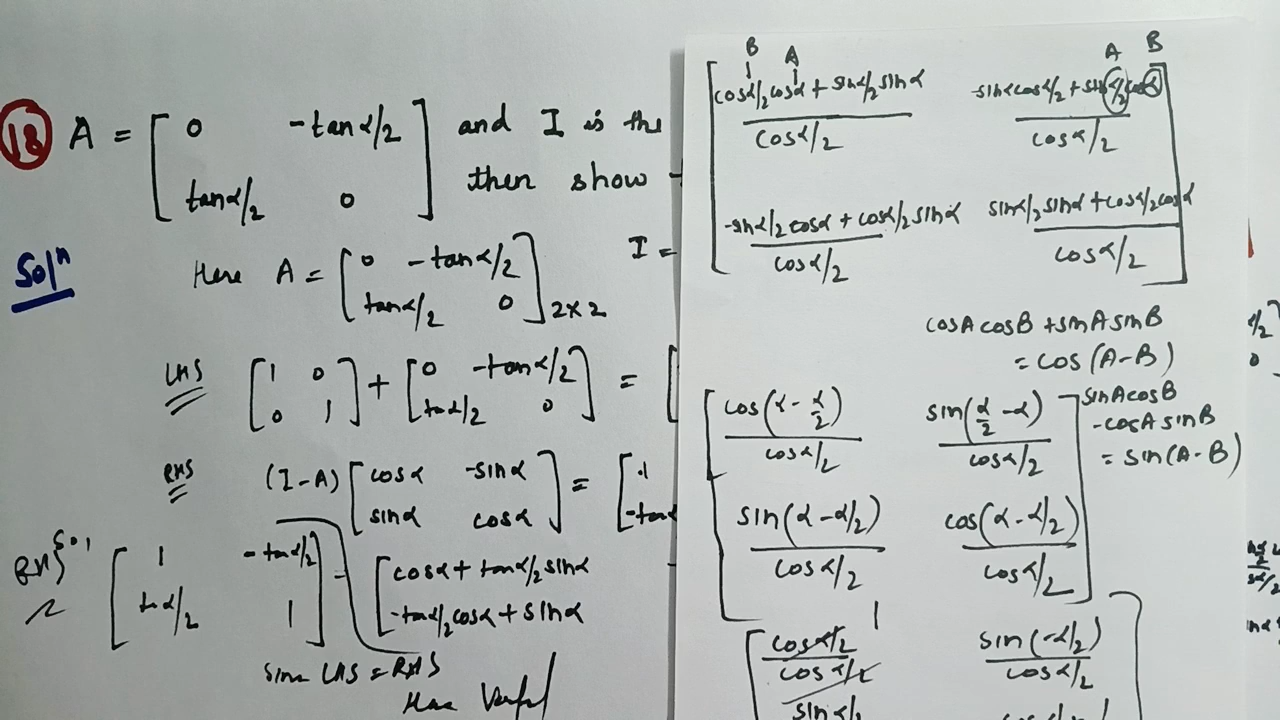 18 A = [ 0 -tanα/2 ] and I is the
[ tanα/2 0 ] then show
Solⁿ
Here A = [ 0 -tanα/2 ] I =
[ tanα/2 0 ] 2×2
LHS [ 1 0 ] + [ 0 -tanα/2 ] = [
[ 0 1 ] [ tanα/2 0 ]
RHS (I-A) [ cosα -sinα ] = [ 1
[ sinα cosα ] [ -tanα
[ 1 -tanα/2 ] = [ cosα + tanα/2 sinα
[ tanα/2 1 ] [ -tanα/2 cosα + sinα
LHS = RHS
B A A B
[ cosα/2 cosα + sinα/2 sinα -sinα cosα/2 + sinα/2 cosα ]
cosα/2 cosα/2
-sinα/2 cosα + cosα/2 sinα sinα/2 sinα + cosα/2 cosα
cosα/2 cosα/2
cosA cosB + sinA sinB
= cos(A-B)
[ cos(α - α/2) sin(α/2 - α) ] sinA cosB
cosα/2 cosα/2 -cosA sinB
= sin(A-B)
sin(α-α/2) cos(α-α/2)
cosα/2 cosα/2
1
[ cosα/2 sin(-α/2)
cosα/2 cosα/2
sinα/2